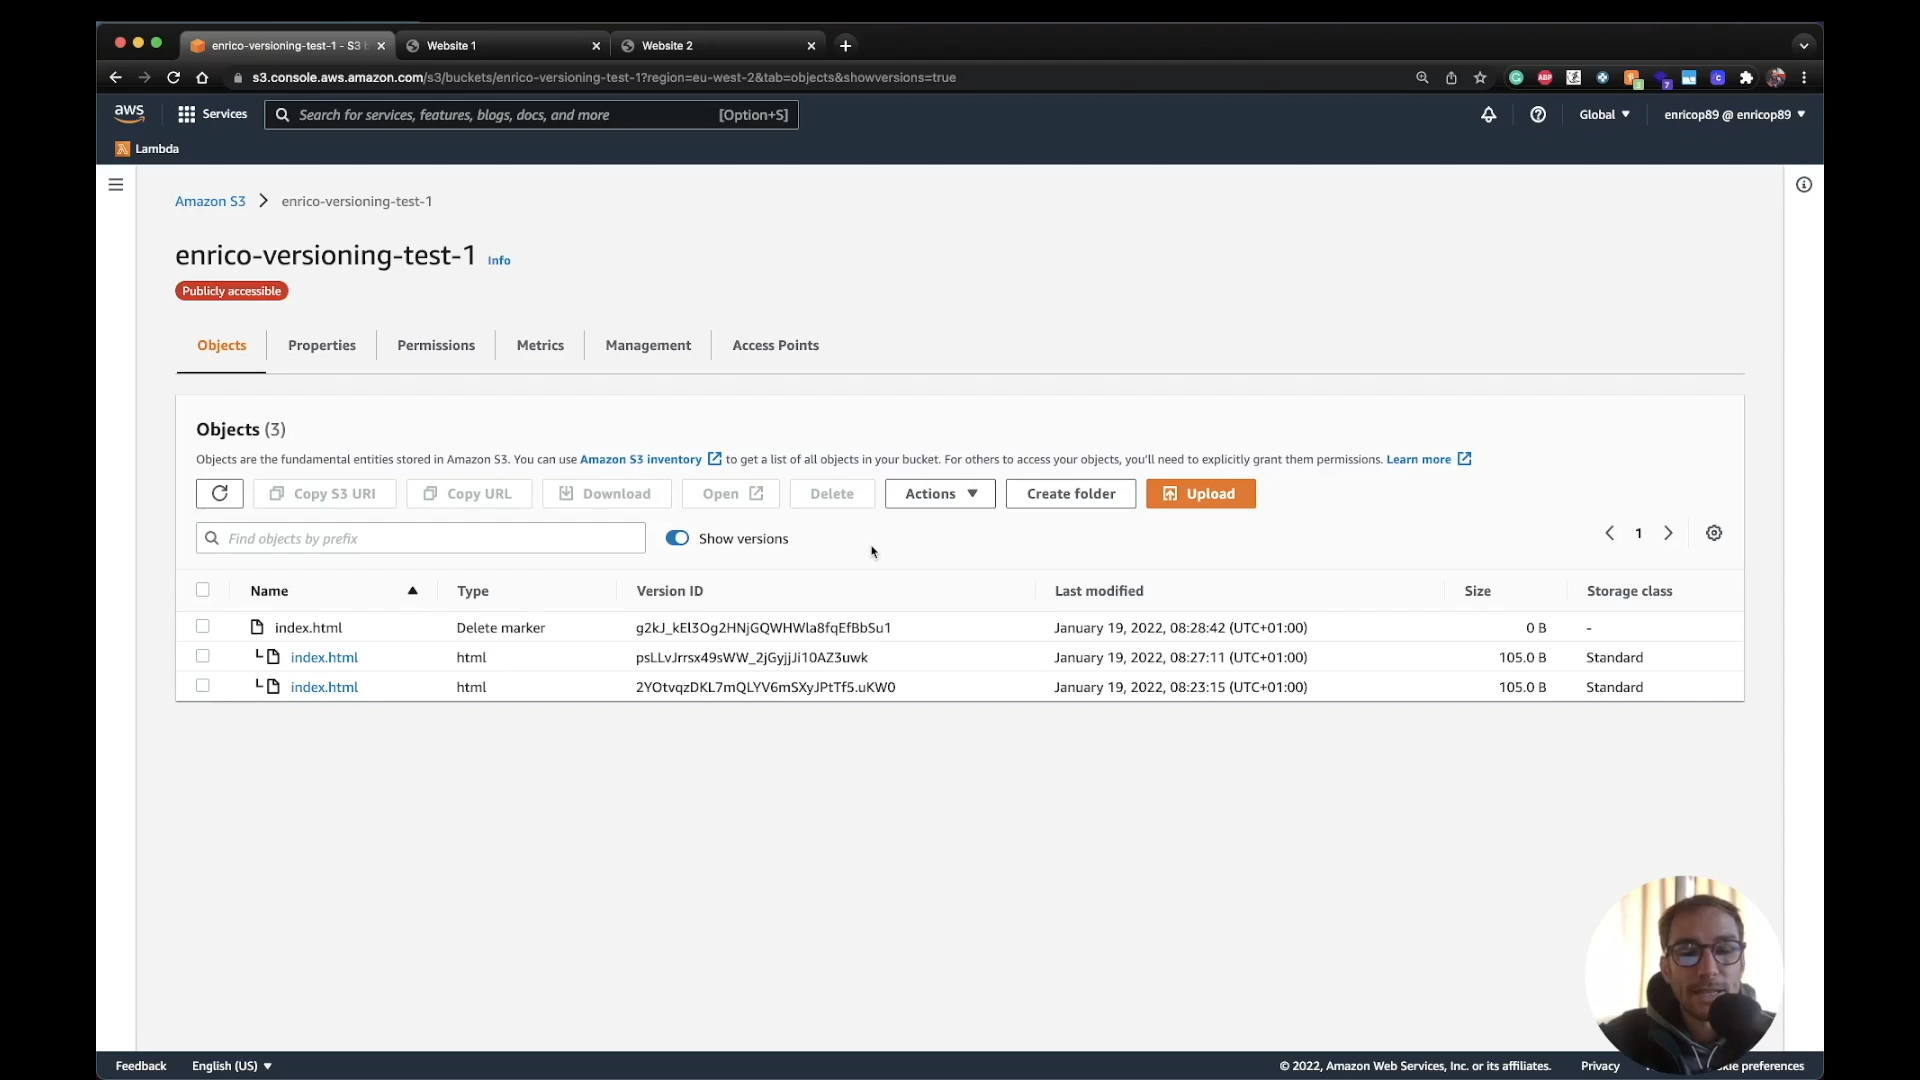 enrico-versioning-test-1 - S3 b
Website 1
Website 2
s3.console.aws.amazon.com/s3/buckets/enrico-versioning-test-1?region=eu-west-2&tab=objects&showversions=true
ABP
7
aws
Services
Search for services, features, blogs, docs, and more
[Option+S]
Global
enricop89 @ enricop89
Lambda
Amazon S3
enrico-versioning-test-1
enrico-versioning-test-1
Info
Publicly accessible
Objects
Properties
Permissions
Metrics
Management
Access Points
Objects (3)
Objects are the fundamental entities stored in Amazon S3. You can use Amazon S3 inventory to get a list of all objects in your bucket. For others to access your objects, you'll need to explicitly grant them permissions. Learn more
Copy S3 URI
Copy URL
Download
Open
Delete
Actions
Create folder
Upload
Find objects by prefix
Show versions
1
Name Type Version ID Last modified Size Storage class
index.html Delete marker g2kJ_kEl3Og2HNjGQWHWla8fqEfBbSu1 January 19, 2022, 08:28:42 (UTC+01:00) 0 B -
index.html html psLLvJrrsx49sWW_2jGyjjJi10AZ3uwk January 19, 2022, 08:27:11 (UTC+01:00) 105.0 B Standard
index.html html 2YOtvqzDKL7mQLYV6mSXyJPtTf5.uKW0 January 19, 2022, 08:23:15 (UTC+01:00) 105.0 B Standard
Feedback
English (US)
© 2022, Amazon Web Services, Inc. or its affiliates.
Privacy
kie preferences